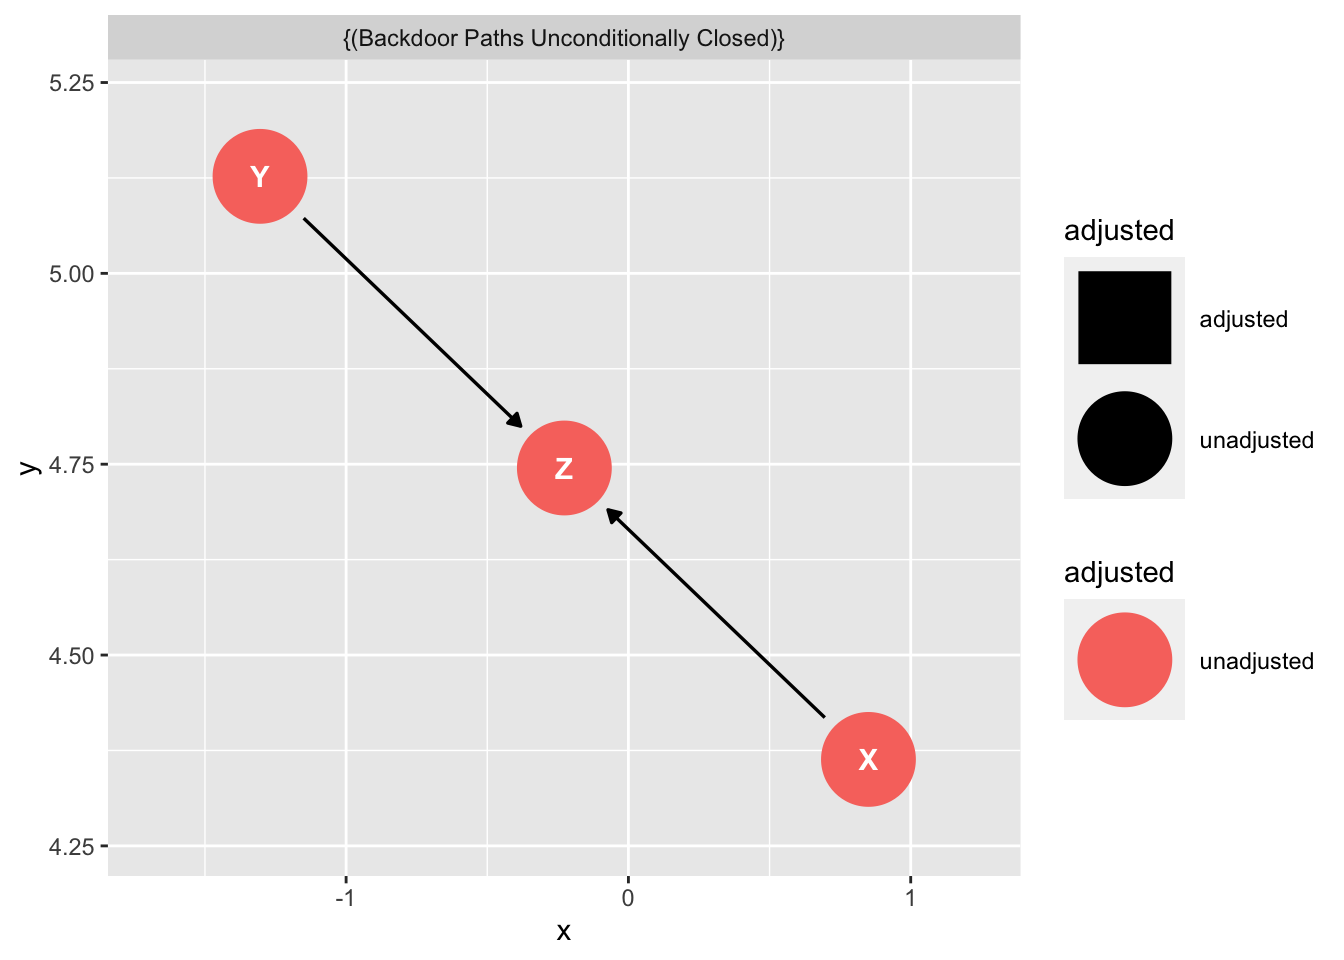 {(Backdoor Paths Unconditionally Closed)}
5.25
5.00
4.75
4.50
4.25
y
Y
Z
X
-1
0
1
x
adjusted
adjusted
unadjusted
adjusted
unadjusted